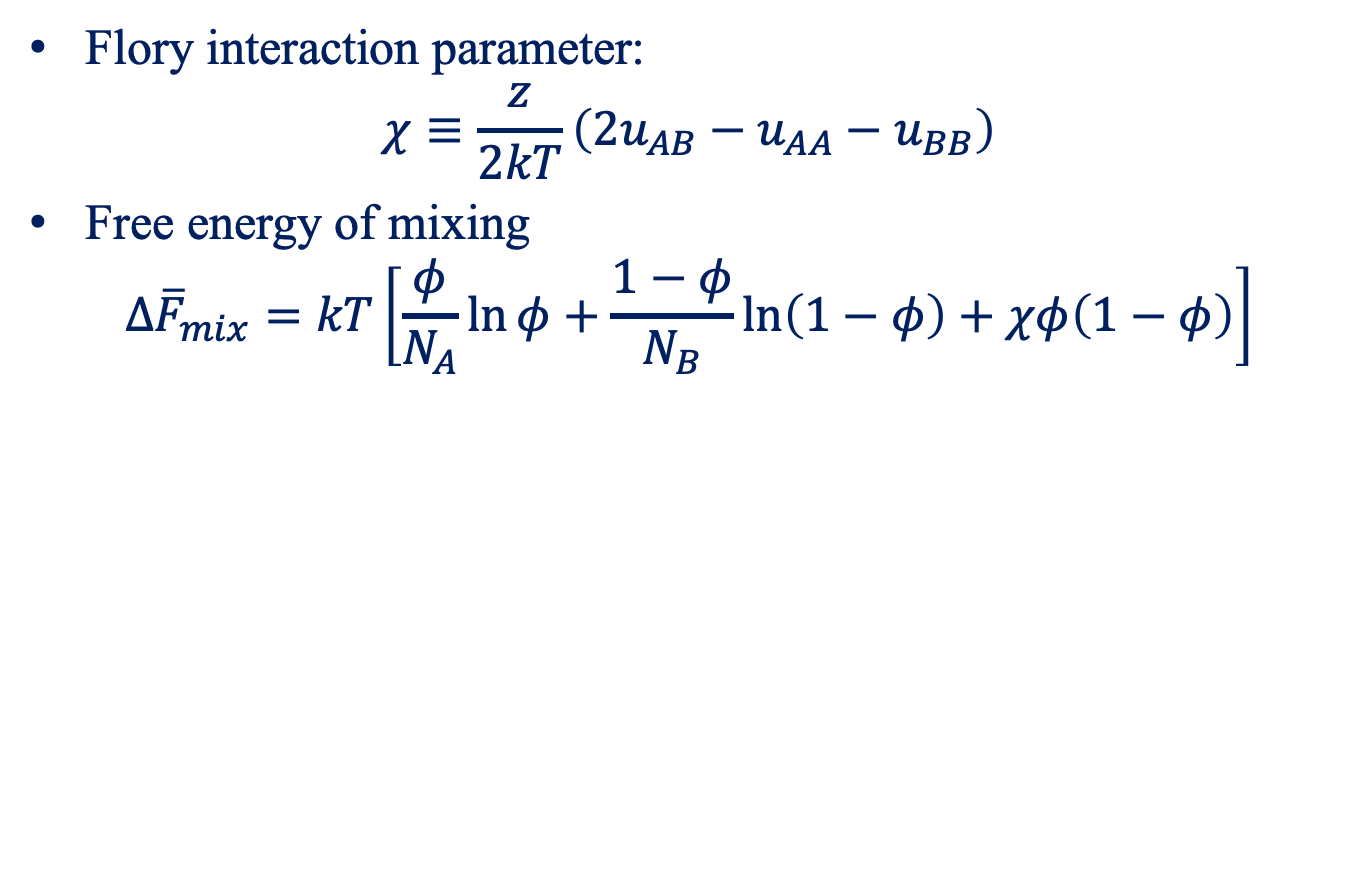 • Flory interaction parameter:
χ ≡ z/2kT (2u_AB − u_AA − u_BB)
• Free energy of mixing
ΔF̄_mix = kT [ϕ/N_A ln ϕ + 1 − ϕ/N_B ln(1 − ϕ) + χϕ(1 − ϕ)]